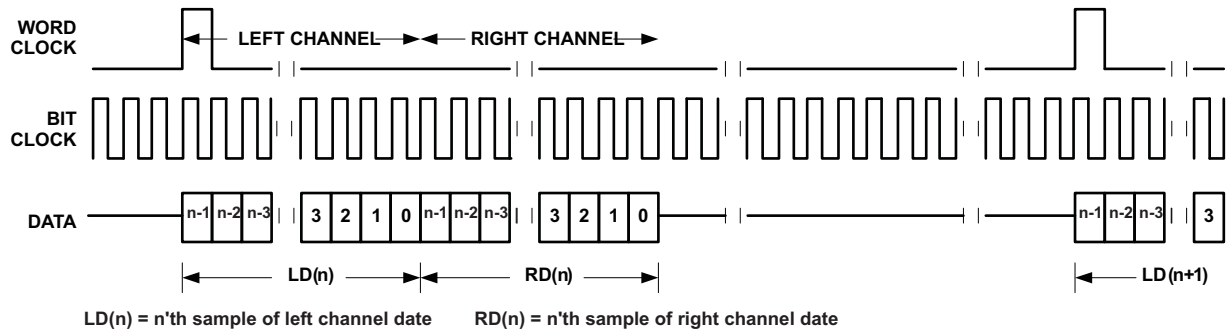 WORD CLOCK
LEFT CHANNEL
RIGHT CHANNEL
BIT CLOCK
DATA
n-1 n-2 n-3 3 2 1 0 n-1 n-2 n-3 3 2 1 0 n-1 n-2 n-3 3
LD(n) RD(n) LD(n+1)
LD(n) = n'th sample of left channel date RD(n) = n'th sample of right channel date